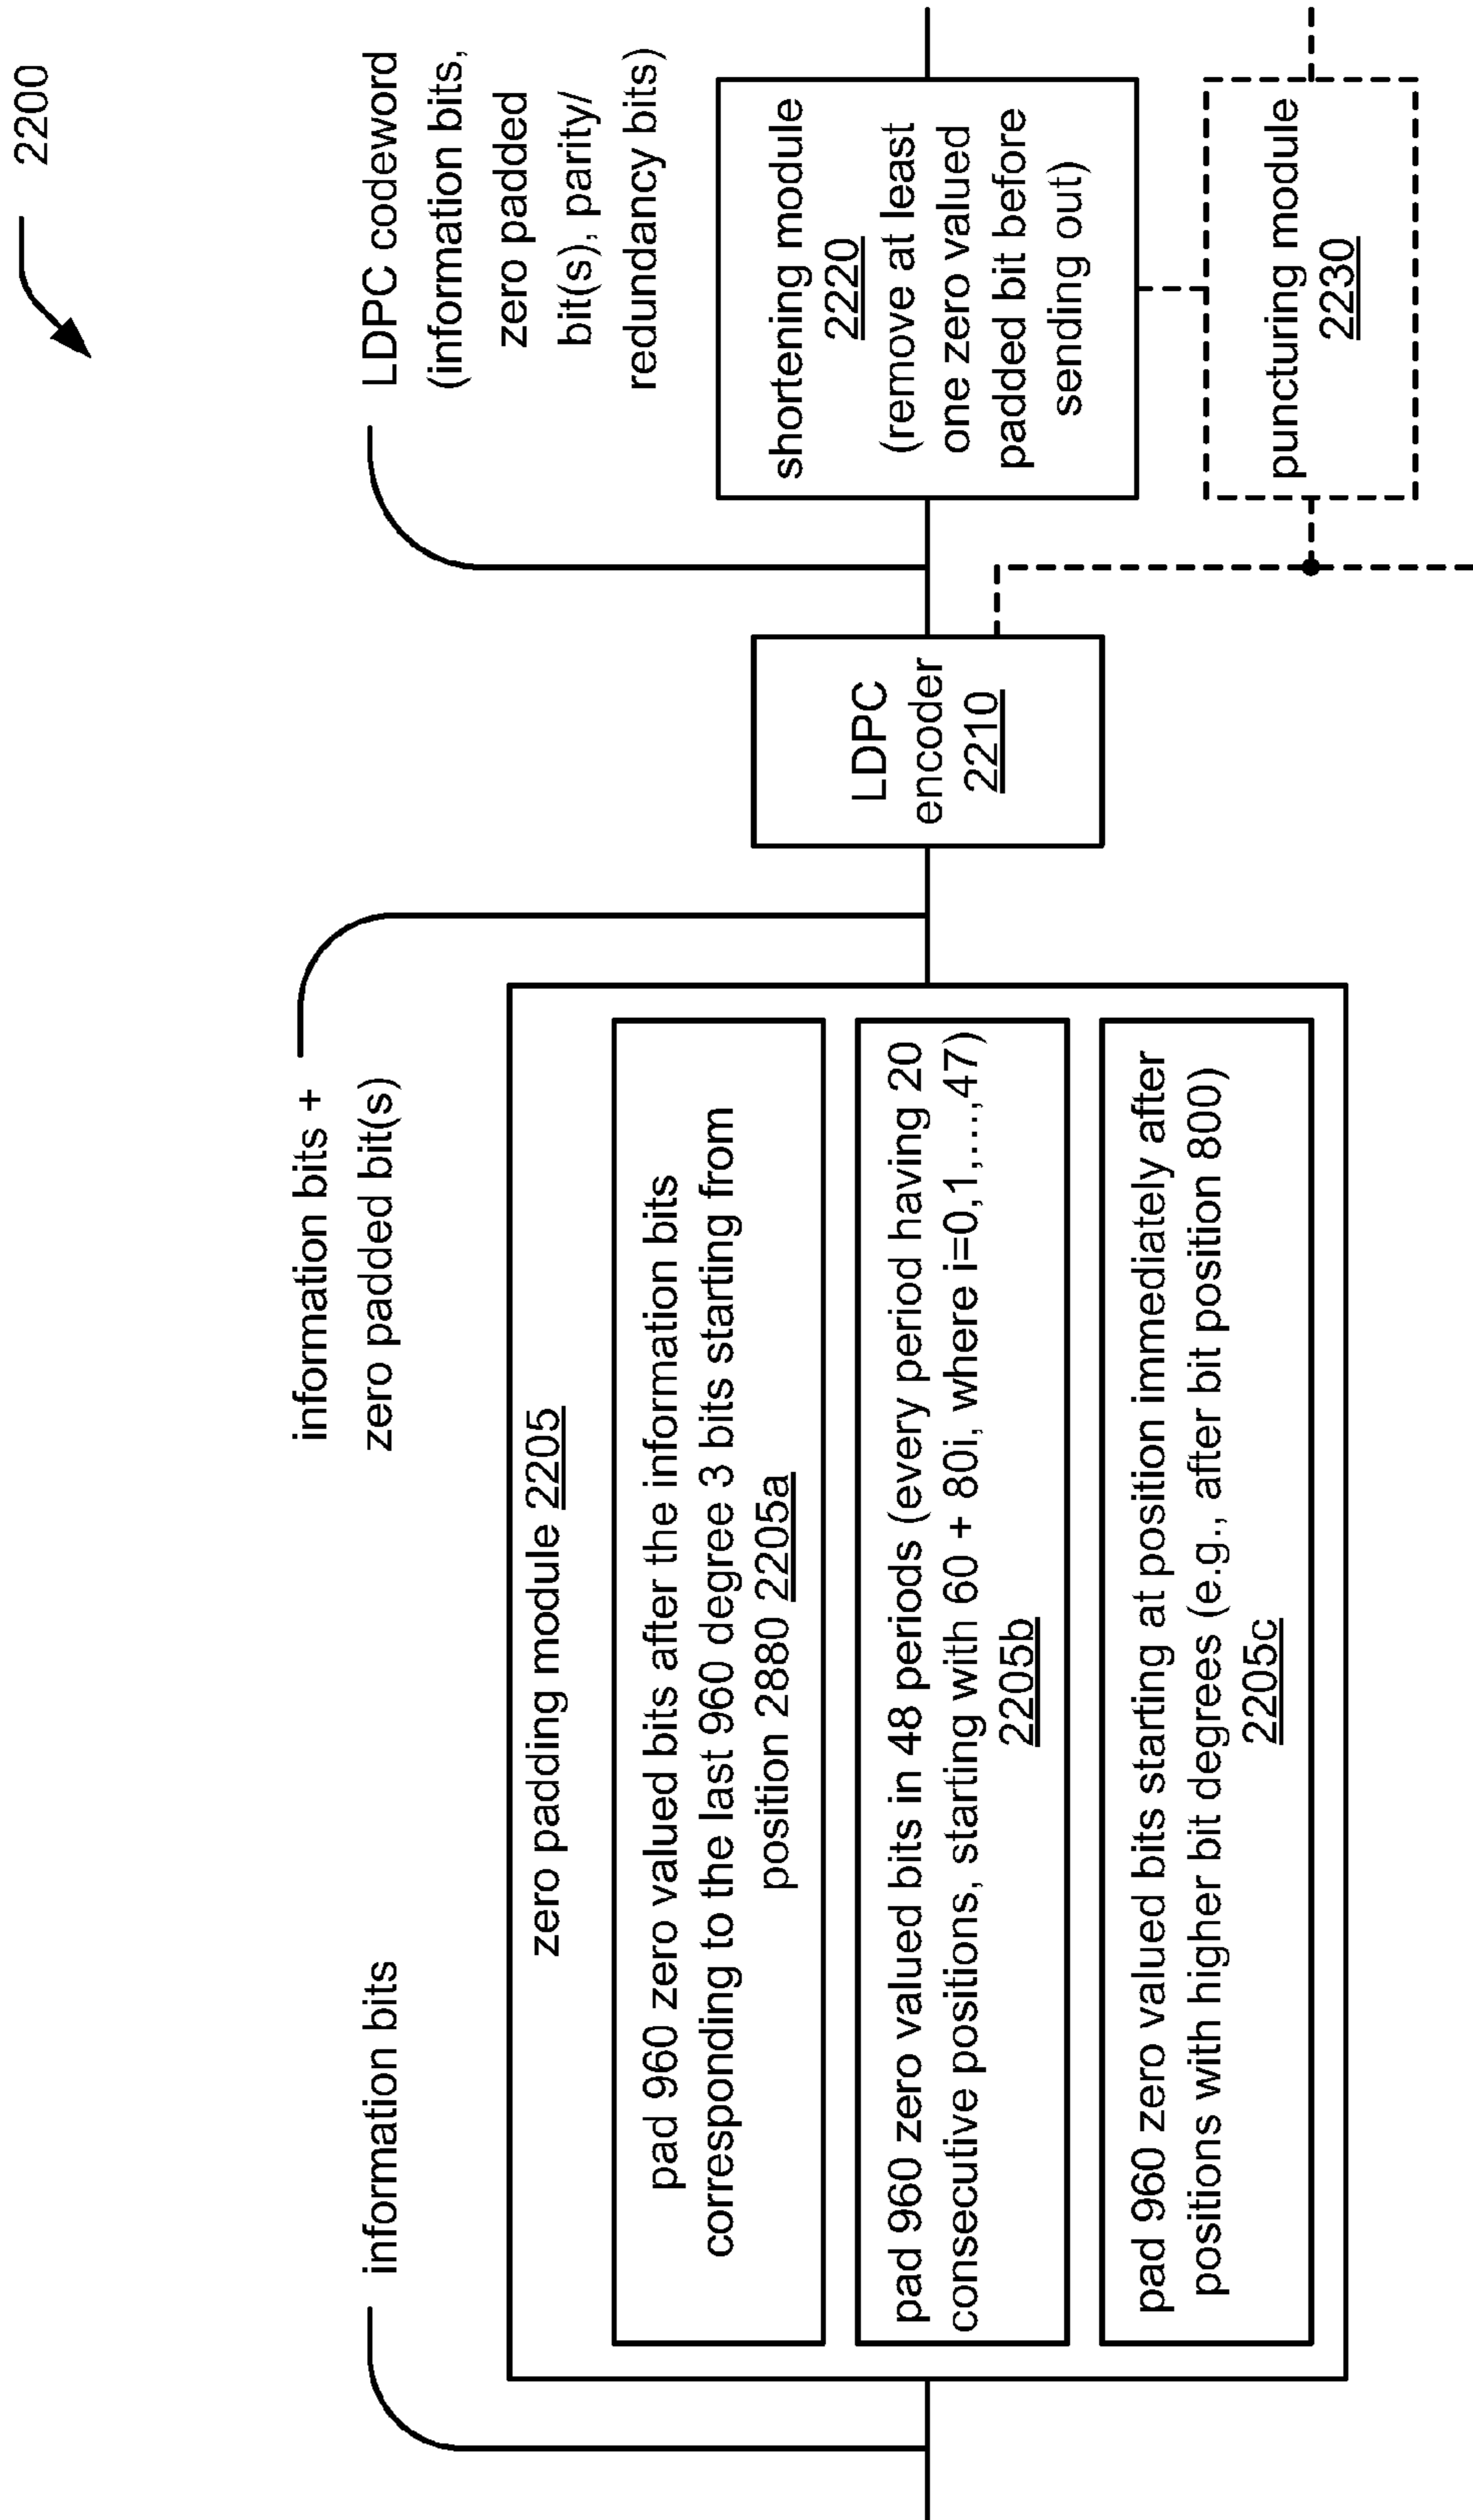 2200
information bits
information bits +
zero padded bit(s)
LDPC codeword
(information bits,
zero padded
bit(s), parity/
redundancy bits)
zero padding module 2205
pad 960 zero valued bits after the information bits
corresponding to the last 960 degree 3 bits starting from
position 2880 2205a
pad 960 zero valued bits in 48 periods (every period having 20
consecutive positions, starting with 60 + 80i, where i=0,1,...,47)
2205b
pad 960 zero valued bits starting at position immediately after
positions with higher bit degrees (e.g., after bit position 800)
2205c
LDPC
encoder
2210
shortening module
2220
(remove at least
one zero valued
padded bit before
sending out)
puncturing module
2230